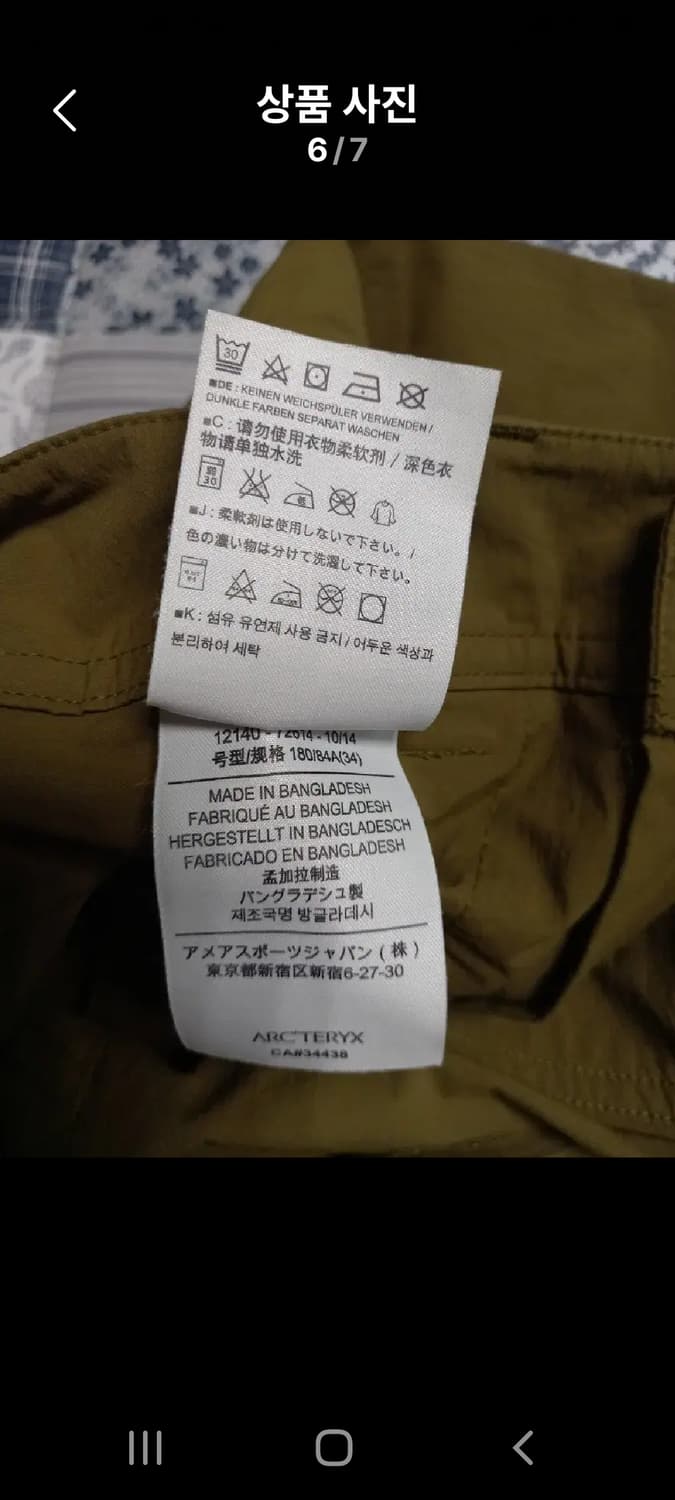 상품 사진
6/7
30
■DE : KEINEN WEICHSPÜLER VERWENDEN /
DUNKLE FARBEN SEPARAT WASCHEN
■C : 请勿使用衣物柔软剂 / 深色衣
物请单独水洗
30
■J : 柔軟剤は使用しないで下さい。/
色の濃い物は分けて洗濯して下さい。
■K : 섬유 유연제 사용 금지 / 어두운 색상과
분리하여 세탁
12140 - 72614 - 10/14
号型/规格 180/84A(34)
MADE IN BANGLADESH
FABRIQUÉ AU BANGLADESH
HERGESTELLT IN BANGLADESCH
FABRICADO EN BANGLADESH
孟加拉制造
バングラデシュ製
제조국명 방글라데시
アメアスポーツジャパン ( 株 )
東京都新宿区新宿6-27-30
ARC'TERYX
CA#34438